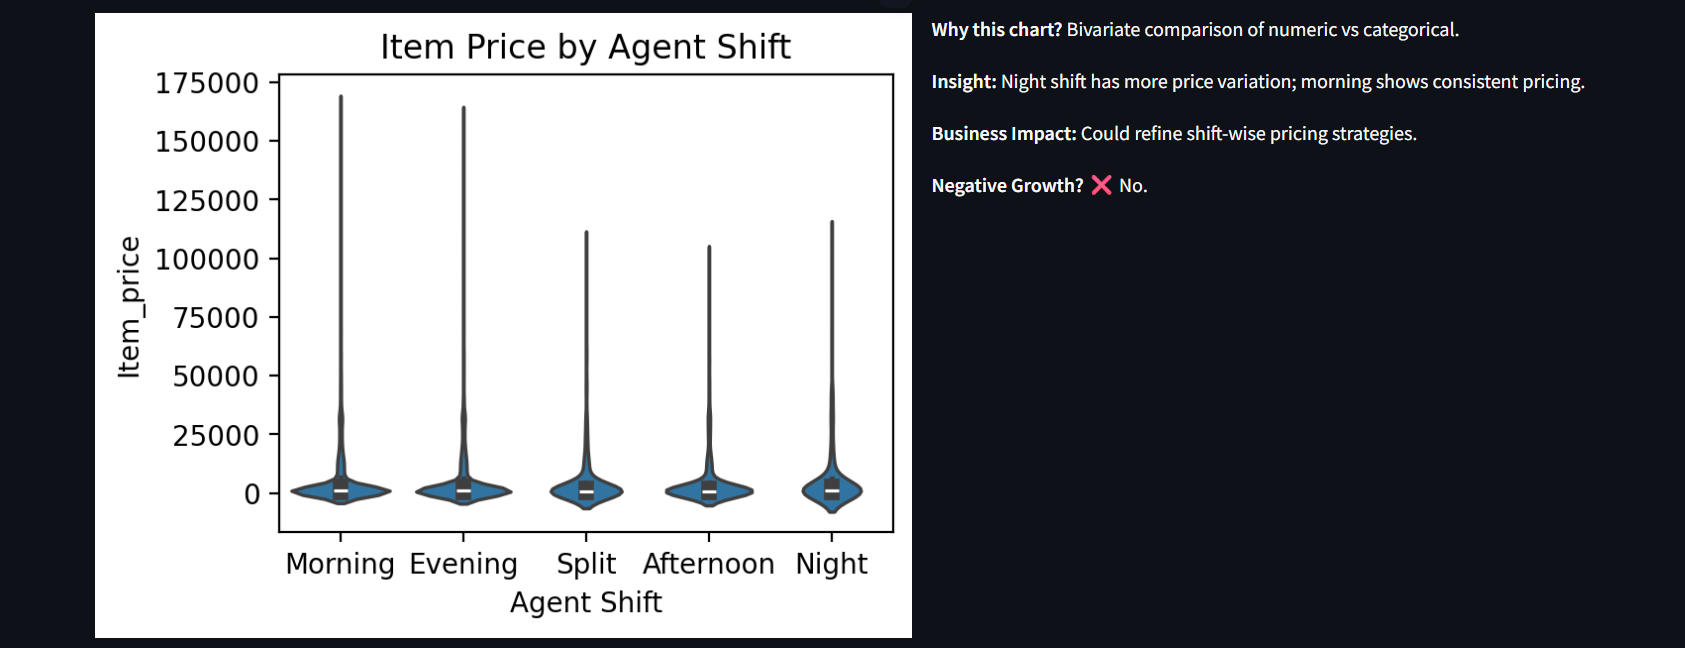 Item Price by Agent Shift
175000
150000
125000
100000
75000
50000
25000
0
Item_price
Morning Evening Split Afternoon Night
Agent Shift
Why this chart? Bivariate comparison of numeric vs categorical.
Insight: Night shift has more price variation; morning shows consistent pricing.
Business Impact: Could refine shift-wise pricing strategies.
Negative Growth? ❌ No.